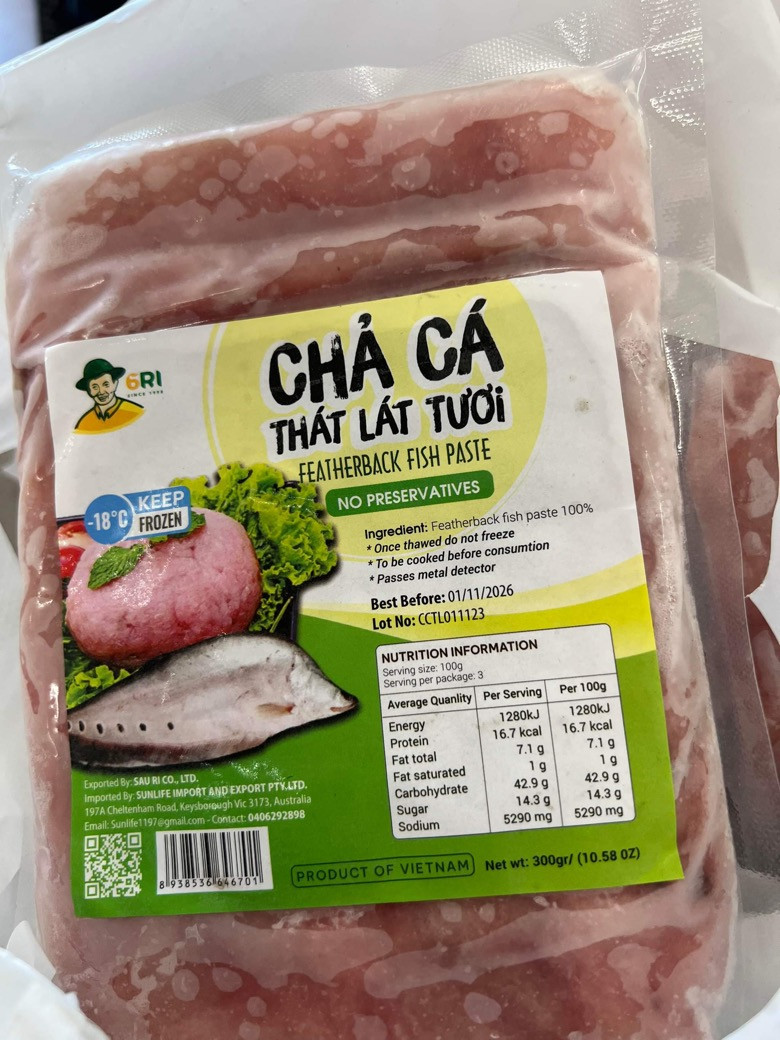 6RI
SINCE 1998
CHẢ CÁ
THÁT LÁT TƯƠI
FEATHERBACK FISH PASTE
NO PRESERVATIVES
-18°C
KEEP
FROZEN
Ingredient: Featherback fish paste 100%
* Once thawed do not freeze
* To be cooked before consumtion
* Passes metal detector
Best Before: 01/11/2026
Lot No: CCTL011123
NUTRITION INFORMATION
Serving size: 100g
Serving per package: 3
Average Quanlity Per Serving Per 100g
Energy 1280kJ 1280kJ
Protein 16.7 kcal 16.7 kcal
Fat total 7.1 g 7.1 g
Fat saturated 1 g 1 g
Carbohydrate 42.9 g 42.9 g
Sugar 14.3 g 14.3 g
Sodium 5290 mg 5290 mg
Exported By: SAU RI CO., LTD.
Imported By: SUNLIFE IMPORT AND EXPORT PTY.LTD.
197A Cheltenham Road, Keysborough Vic 3173, Australia
Email: Sunlife1197@gmail.com - Contact: 0406292898
8 938536 646701
PRODUCT OF VIETNAM
Net wt: 300gr/ (10.58 OZ)